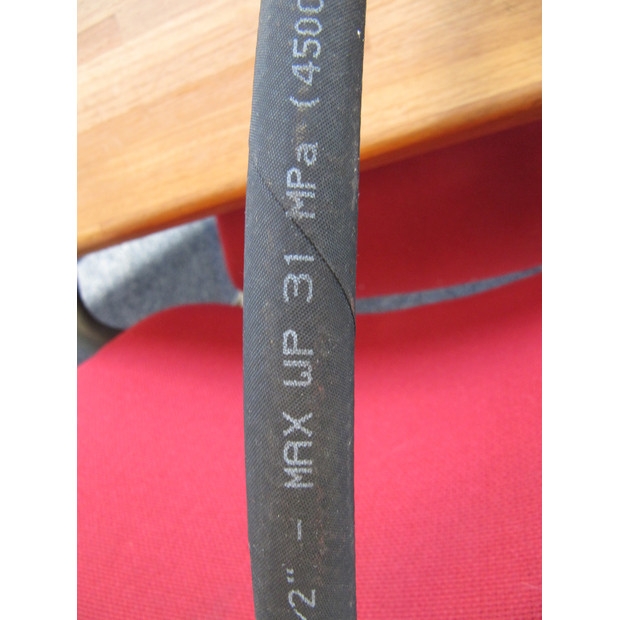 /2" - MAX WP 31 MPa (4500